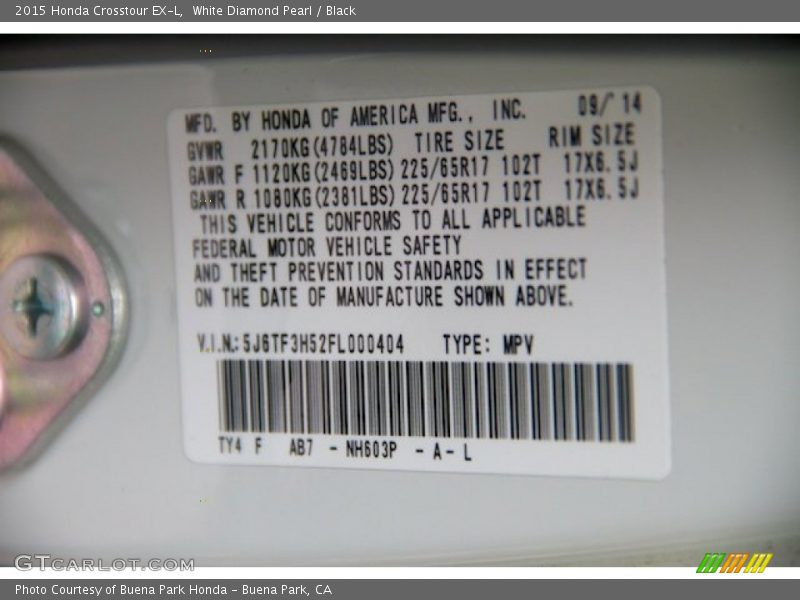 2015 Honda Crosstour EX-L, White Diamond Pearl / Black
MFD. BY HONDA OF AMERICA MFG., INC. 09/ 14
GVWR 2170KG(4784LBS) TIRE SIZE RIM SIZE
GAWR F 1120KG(2469LBS) 225/65R17 102T 17X6.5J
GAWR R 1080KG(2381LBS) 225/65R17 102T 17X6.5J
THIS VEHICLE CONFORMS TO ALL APPLICABLE
FEDERAL MOTOR VEHICLE SAFETY
AND THEFT PREVENTION STANDARDS IN EFFECT
ON THE DATE OF MANUFACTURE SHOWN ABOVE.
V.I.N.: 5J6TF3H52FL000404 TYPE: MPV
TY4 F AB7 - NH603P - A - L
GTCARLOT.COM
Photo Courtesy of Buena Park Honda - Buena Park, CA